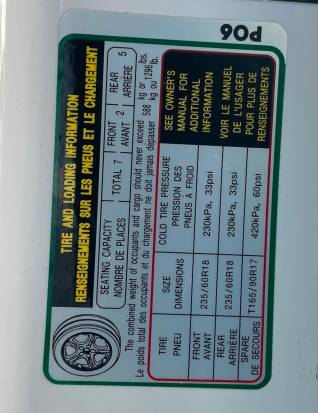 TIRE AND LOADING INFORMATION
RENSEIGNEMENTS SUR LES PNEUS ET LE CHARGEMENT
SEATING CAPACITY
NOMBRE DE PLACES
TOTAL 7
FRONT
AVANT 2
REAR
ARRIÈRE 5
The combined weight of occupants and cargo should never exceed
Le poids total des occupants et du chargement ne doit jamais dépasser
588 kg or 1296 lbs.
kg ou lb.
TIRE
PNEU
SIZE
DIMENSIONS
COLD TIRE PRESSURE
PRESSION DES
PNEUS À FROID
FRONT
AVANT
235/60R18
230kPa, 33psi
REAR
ARRIÈRE
235/60R18
230kPa, 33psi
SPARE
DE SECOURS
T165/90R17
420kPa, 60psi
SEE OWNER'S
MANUAL FOR
ADDITIONAL
INFORMATION
VOIR LE MANUEL
DE L'USAGER
POUR PLUS DE
RENSEIGNEMENTS
P06